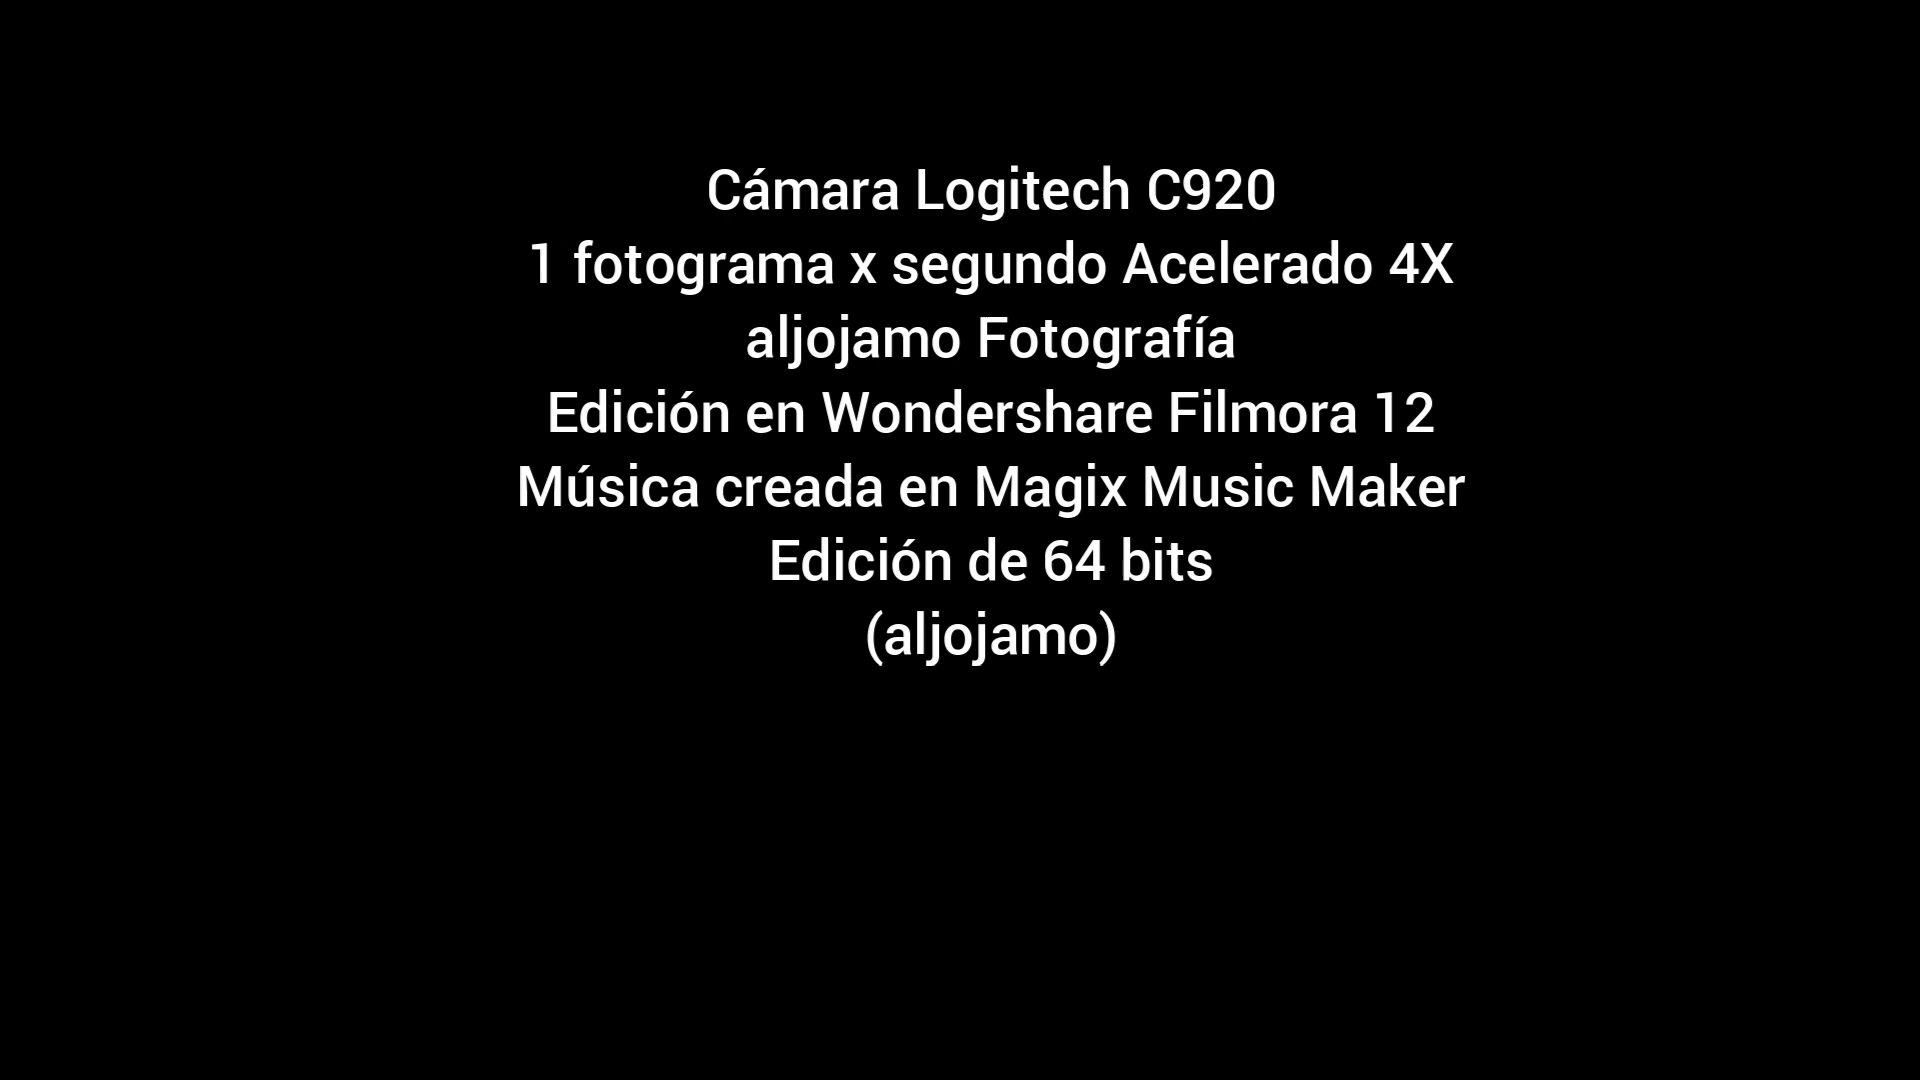 Cámara Logitech C920
1 fotograma x segundo Acelerado 4X
aljojamo Fotografía
Edición en Wondershare Filmora 12
Música creada en Magix Music Maker
Edición de 64 bits
(aljojamo)